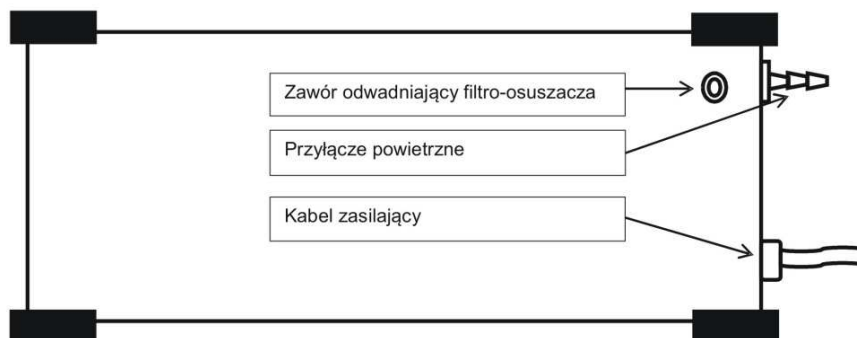 Zawór odwadniający filtro-osuszacza
Przyłącze powietrzne
Kabel zasilający